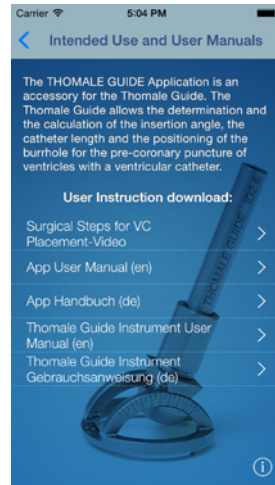 Carrier 5:04 PM
Intended Use and User Manuals
The THOMALE GUIDE Application is an
accessory for the Thomale Guide. The
Thomale Guide allows the determination and
the calculation of the insertion angle, the
catheter length and the positioning of the
burrhole for the pre-coronary puncture of
ventricles with a ventricular catheter.
User Instruction download:
Surgical Steps for VC
Placement-Video
App User Manual (en)
App Handbuch (de)
Thomale Guide Instrument User
Manual (en)
Thomale Guide Instrument
Gebrauchsanweisung (de)
THOMALE GUIDE